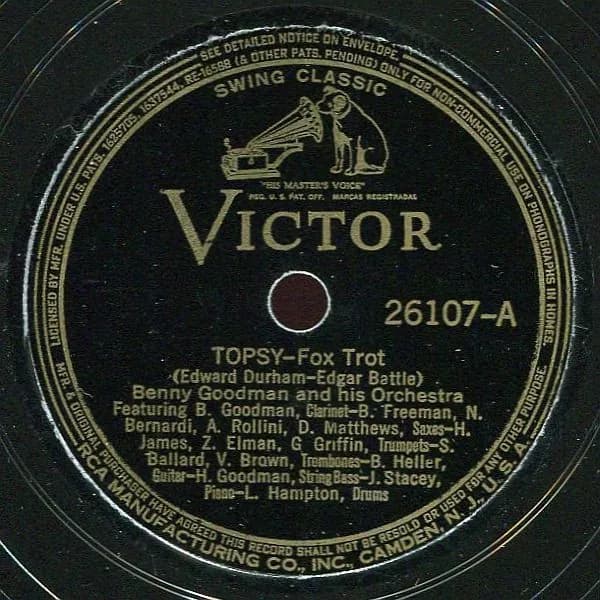 SEE DETAILED NOTICE ON ENVELOPE.
LICENSED BY MFR. UNDER U.S. PATS. 1625705, 1637544, RE-16588 (& OTHER PATS. PENDING) ONLY FOR NON-COMMERCIAL USE ON PHONOGRAPHS IN HOMES.
SWING CLASSIC
"HIS MASTER'S VOICE"
REG. U. S. PAT. OFF. MARCAS REGISTRADAS
VICTOR
26107-A
TOPSY-Fox Trot
(Edward Durham-Edgar Battle)
Benny Goodman and his Orchestra
Featuring B. Goodman, Clarinet-B. Freeman, N.
Bernardi, A. Rollini, D. Matthews, Saxes-H.
James, Z. Elman, G Griffin, Trumpets-S.
Ballard, V. Brown, Trombones-B. Heller,
Guitar-H. Goodman, String Bass-J. Stacey,
Piano-L. Hampton, Drums
MFR. & ORIGINAL PURCHASER HAVE AGREED THIS RECORD SHALL NOT BE RESOLD OR USED FOR ANY OTHER PURPOSE.
RCA MANUFACTURING CO., INC., CAMDEN, N. J., U. S. A.